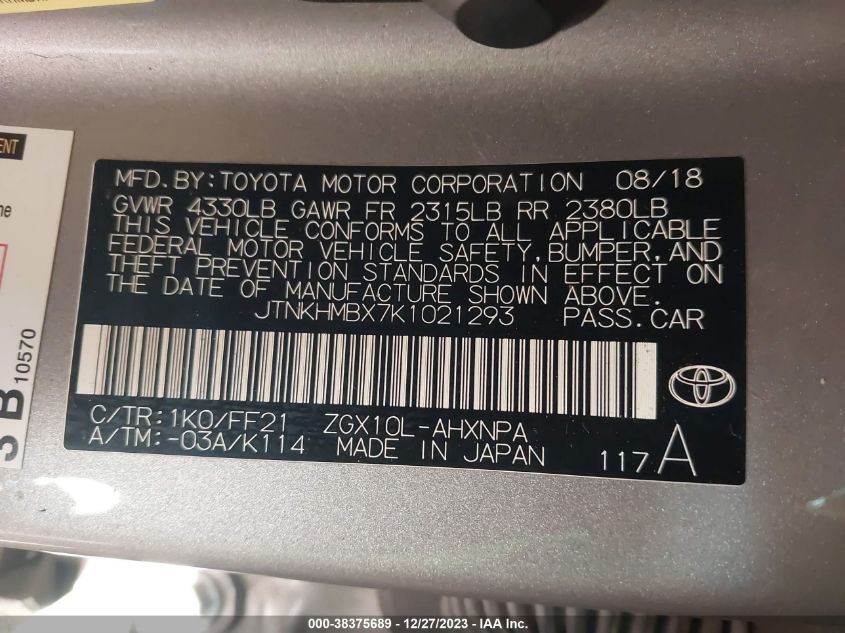 MFD.BY:TOYOTA MOTOR CORPORATION 08/18
GVWR 4330LB GAWR FR 2315LB RR 2380LB
THIS VEHICLE CONFORMS TO ALL APPLICABLE
FEDERAL MOTOR VEHICLE SAFETY,BUMPER,AND
THEFT PREVENTION STANDARDS IN EFFECT ON
THE DATE OF MANUFACTURE SHOWN ABOVE.
JTNKHMBX7K1021293 PASS.CAR
C/TR:1K0/FF21 ZGX10L-AHXNPA
A/TM:-03A/K114 MADE IN JAPAN 117A
10570
000-38375689 - 12/27/2023 - IAAI.com